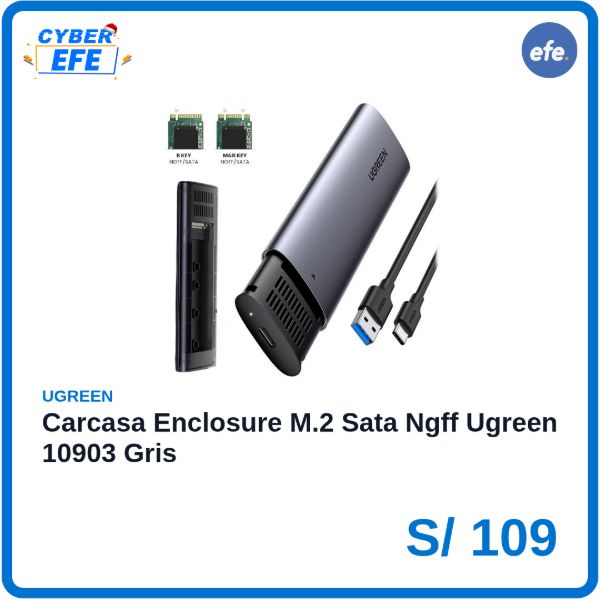 CYBER
EFE
efe.
B KEY
NGFF/SATA
M&B KEY
NGFF/SATA
UGREEN
UGREEN
Carcasa Enclosure M.2 Sata Ngff Ugreen
10903 Gris
S/ 109